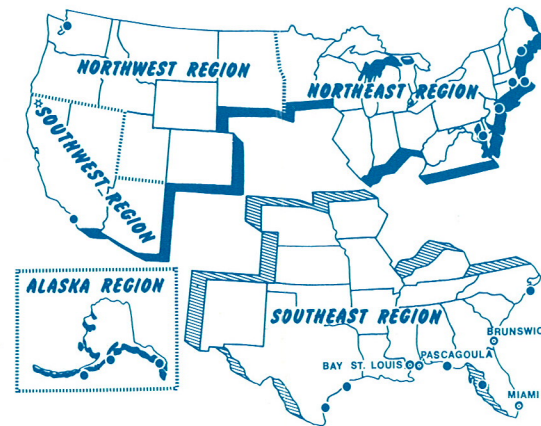 NORTHWEST REGION
NORTHEAST REGION
SOUTHWEST REGION
ALASKA REGION
SOUTHEAST REGION
BRUNSWIC
BAY ST. LOUIS
PASCAGOULA
MIAMI